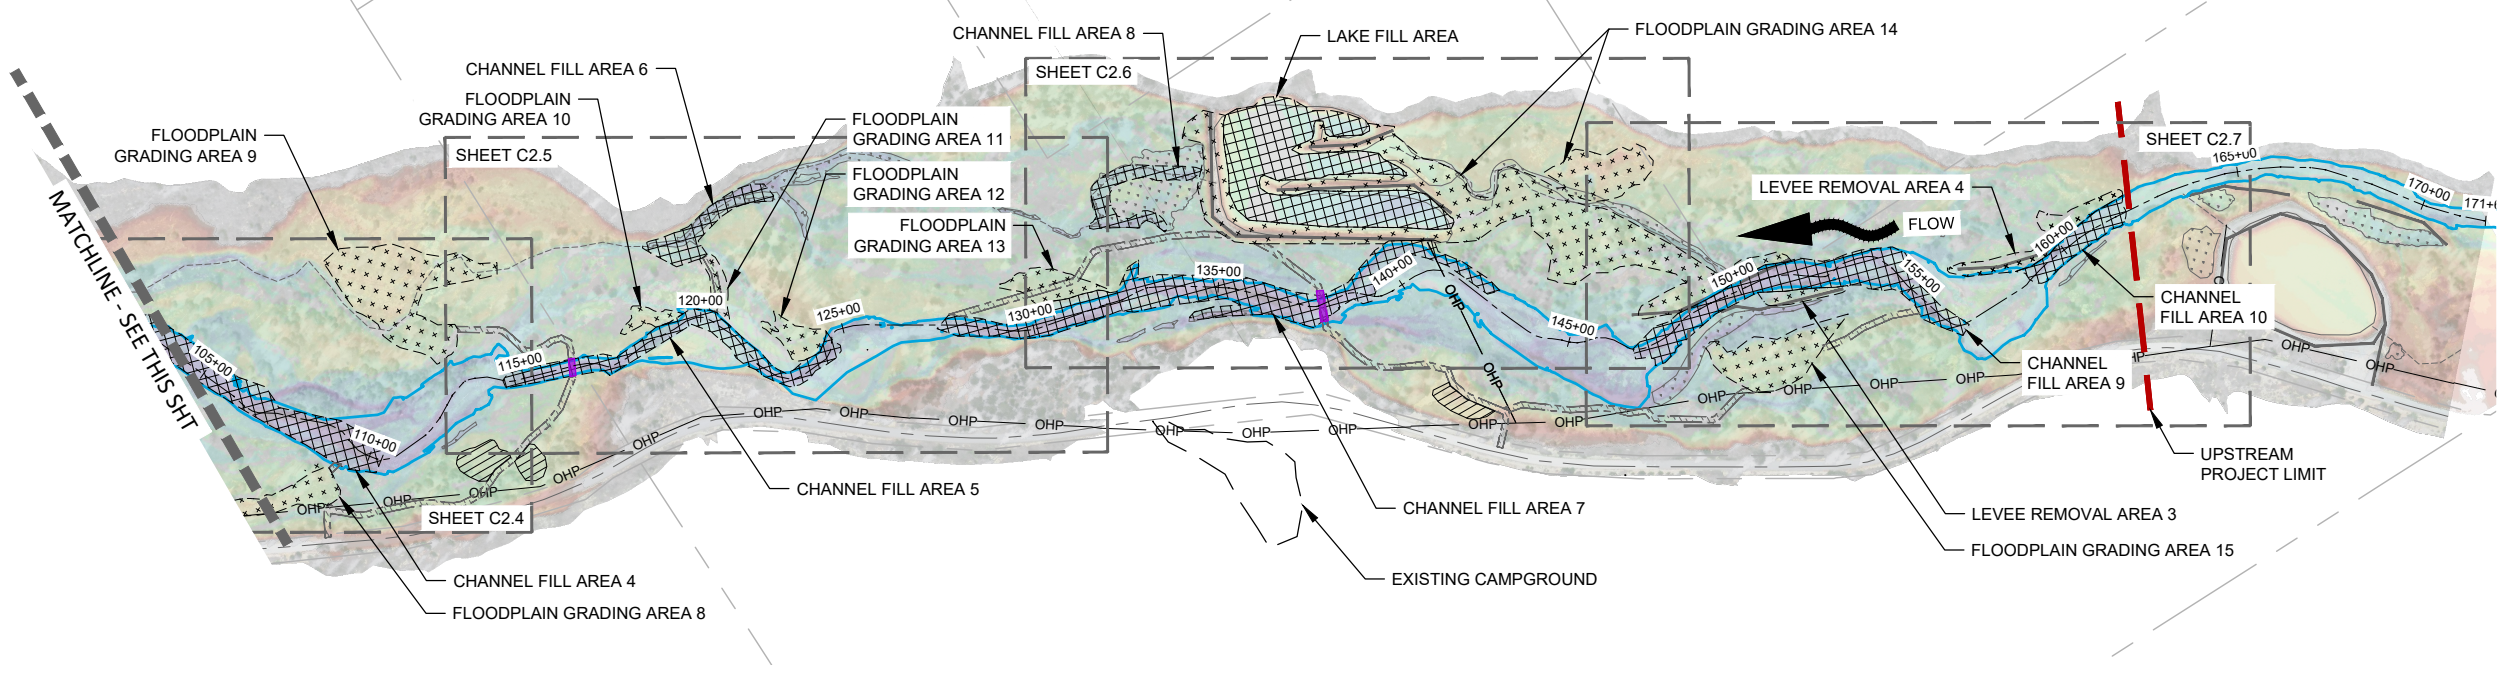 CHANNEL FILL AREA 8
LAKE FILL AREA
FLOODPLAIN GRADING AREA 14
CHANNEL FILL AREA 6
SHEET C2.6
FLOODPLAIN
GRADING AREA 10
FLOODPLAIN
GRADING AREA 11
FLOODPLAIN
GRADING AREA 9
SHEET C2.5
SHEET C2.7
165+00
FLOODPLAIN
GRADING AREA 12
LEVEE REMOVAL AREA 4
170+00
171+
MATCHLINE - SEE THIS SHT
FLOODPLAIN
GRADING AREA 13
FLOW
160+00
135+00
140+00
150+00
155+00
CHANNEL
FILL AREA 10
120+00
125+00
130+00
145+00
OHP
105+00
115+00
OHP
OHP
OHP
CHANNEL
FILL AREA 9
HP
OHP
OHP
OHP
OHP
OHP
OHP
110+00
OHP
OHP
OHP
OHP
OHP
OHP
OHP
OHP
OHP
OHP
UPSTREAM
PROJECT LIMIT
OHP
OHP
OHP
OHP
CHANNEL FILL AREA 5
CHANNEL FILL AREA 7
SHEET C2.4
LEVEE REMOVAL AREA 3
FLOODPLAIN GRADING AREA 15
CHANNEL FILL AREA 4
EXISTING CAMPGROUND
FLOODPLAIN GRADING AREA 8